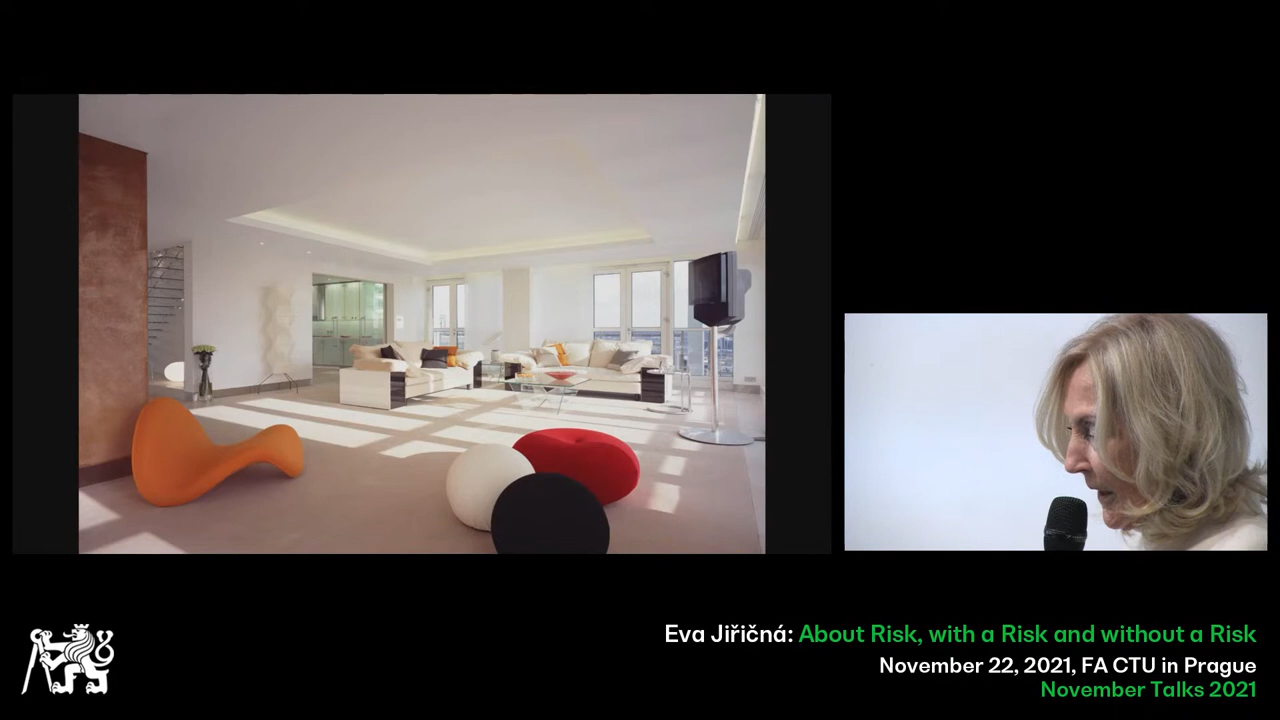 Eva Jiřičná: About Risk, with a Risk and without a Risk
November 22, 2021, FA CTU in Prague
November Talks 2021